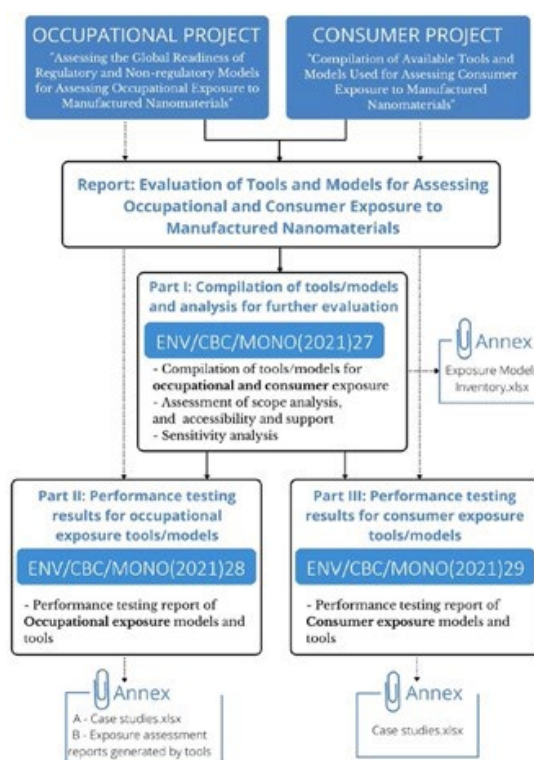 OCCUPATIONAL PROJECT
"Assessing the Global Readiness of
Regulatory and Non-regulatory Models
for Assessing Occupational Exposure to
Manufactured Nanomaterials"
CONSUMER PROJECT
"Compilation of Available Tools and
Models Used for Assessing Consumer
Exposure to Manufactured
Nanomaterials"
Report: Evaluation of Tools and Models for Assessing
Occupational and Consumer Exposure to
Manufactured Nanomaterials
Part I: Compilation of tools/models
and analysis for further evaluation
ENV/CBC/MONO(2021)27
- Compilation of tools/models for
occupational and consumer exposure
- Assessment of scope analysis,
and accessibility and support
- Sensitivity analysis
Annex
Exposure Models
Inventory.xlsx
Part II: Performance testing
results for occupational
exposure tools/models
ENV/CBC/MONO(2021)28
- Performance testing report of
Occupational exposure models and
tools
Part III: Performance testing
results for consumer exposure
tools/models
ENV/CBC/MONO(2021)29
- Performance testing report of
Consumer exposure models and
tools
Annex
A - Case studies.xlsx
B - Exposure assessment
reports generated by tools
Annex
Case studies.xlsx